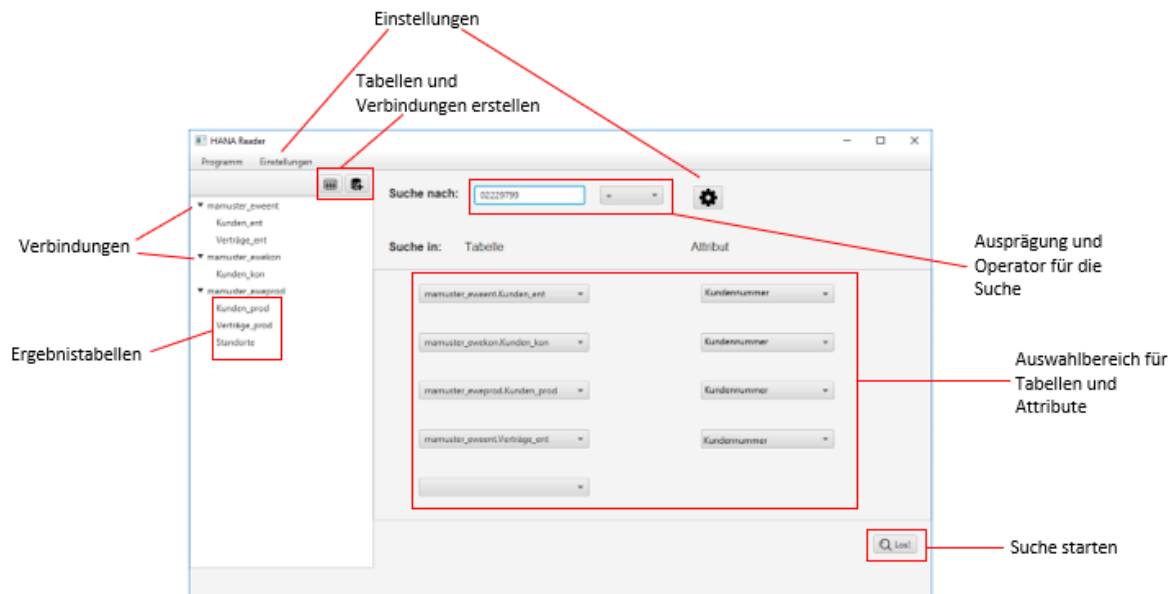 Einstellungen
Tabellen und
Verbindungen erstellen
HANA Reader
Programm Einstellungen
Suche nach: 02229799 =
mamuster_eweent
Kunden_ent
Verträge_ent
mamuster_ewekon
Kunden_kon
mamuster_eweprod
Kunden_prod
Verträge_prod
Standorte
Verbindungen
Ergebnistabellen
Suche in: Tabelle Attribut
mamuster_eweent.Kunden_ent Kundennummer
mamuster_ewekon.Kunden_kon Kundennummer
mamuster_eweprod.Kunden_prod Kundennummer
mamuster_eweent.Verträge_ent Kundennummer
Los!
Ausprägung und
Operator für die
Suche
Auswahlbereich für
Tabellen und
Attribute
Suche starten